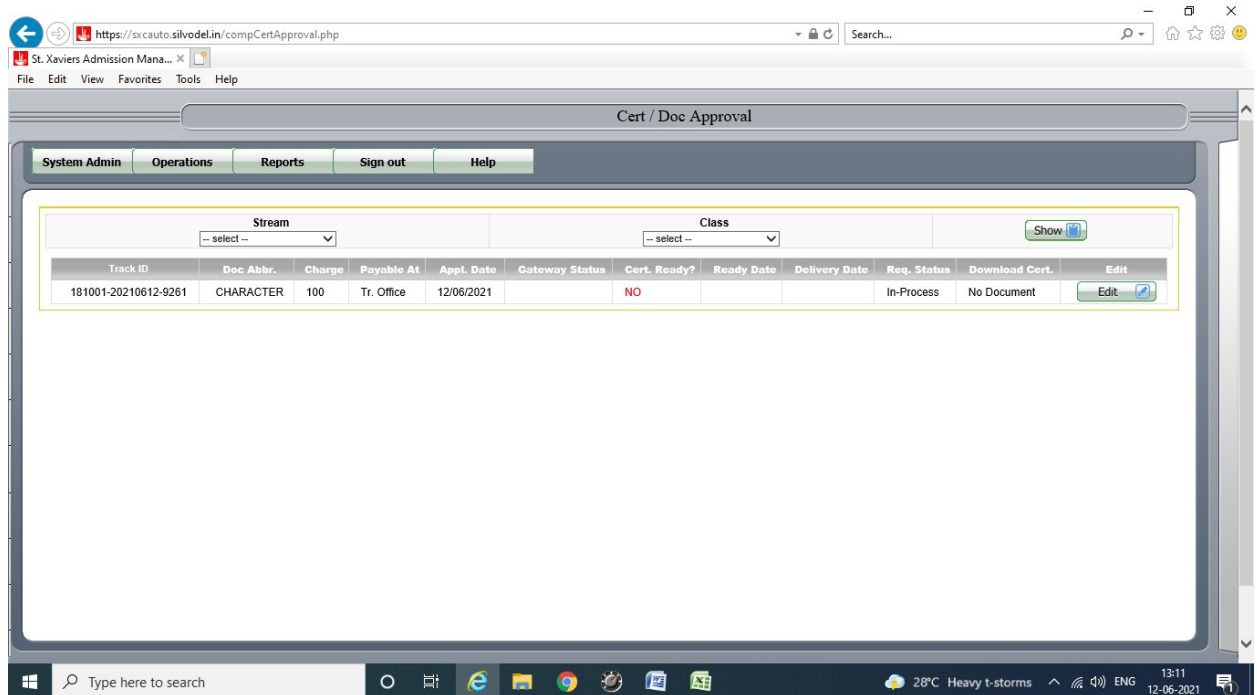 https://sxcauto.silvodel.in/compCertApproval.php
Search...
St. Xaviers Admission Mana...
File Edit View Favorites Tools Help
Cert / Doc Approval
System Admin Operations Reports Sign out Help
Stream Class
-- select -- -- select -- Show
Track ID Doc Abbr. Charge Payable At Appl. Date Gateway Status Cert. Ready? Ready Date Delivery Date Req. Status Download Cert. Edit
181001-20210612-9261 CHARACTER 100 Tr. Office 12/06/2021 NO In-Process No Document Edit
Type here to search
28°C Heavy t-storms ENG
13:11
12-06-2021
1